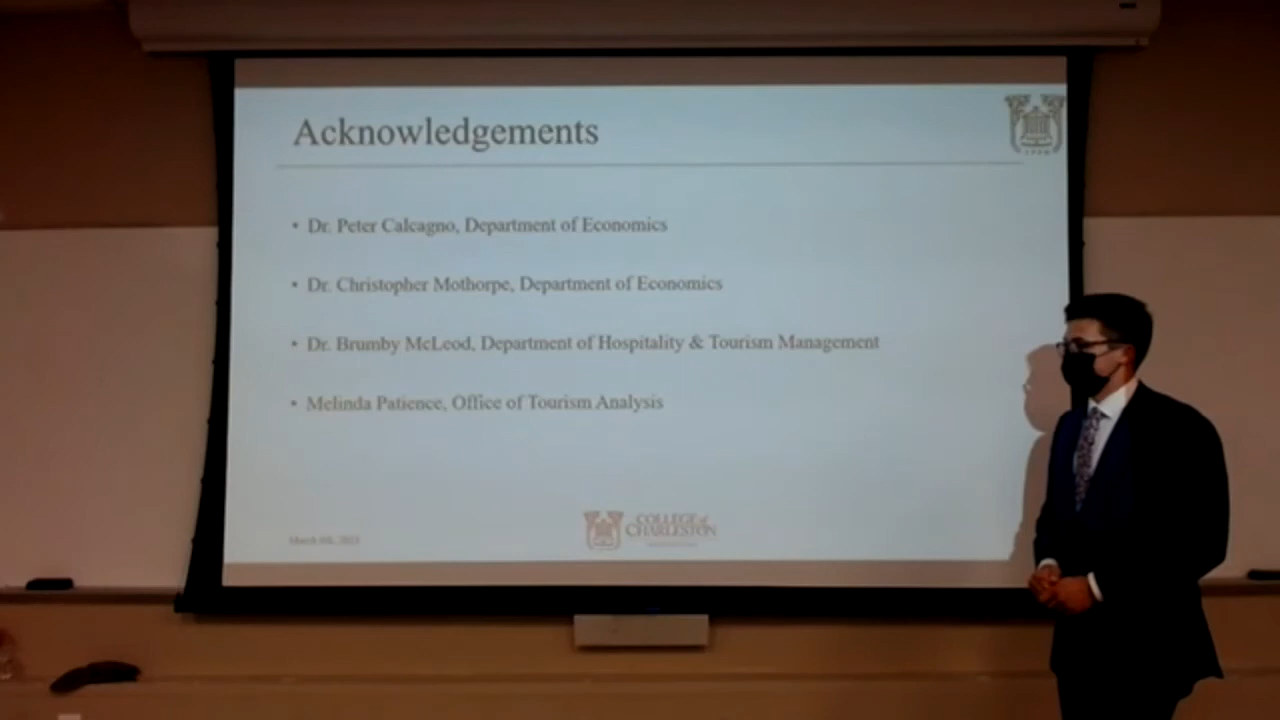 Acknowledgements
• Dr. Peter Calcagno, Department of Economics
• Dr. Christopher Mothorpe, Department of Economics
• Dr. Brumby McLeod, Department of Hospitality & Tourism Management
• Melinda Patience, Office of Tourism Analysis
COLLEGE of
CHARLESTON